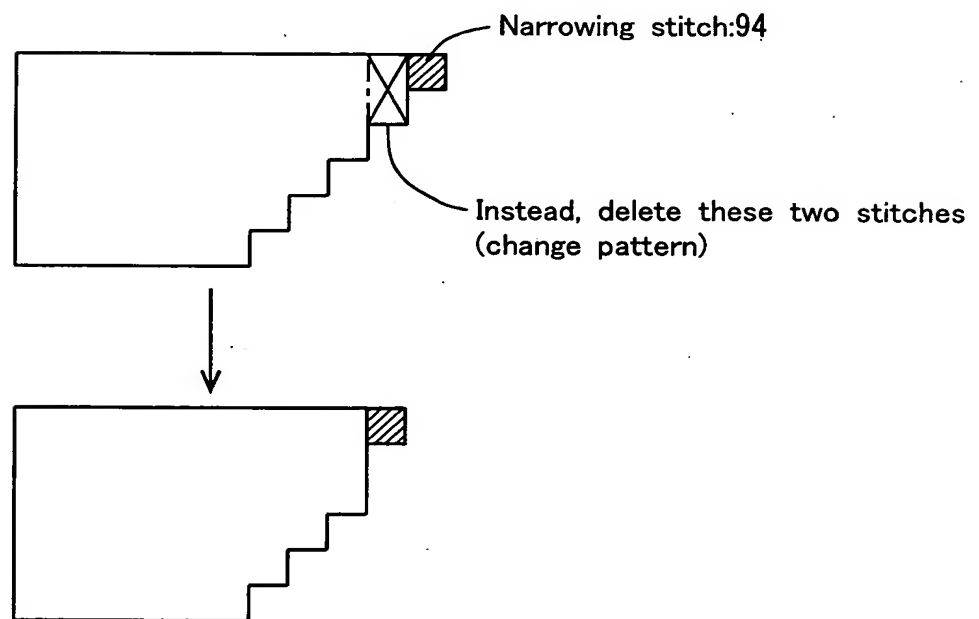 Narrowing stitch:94
Instead, delete these two stitches
(change pattern)